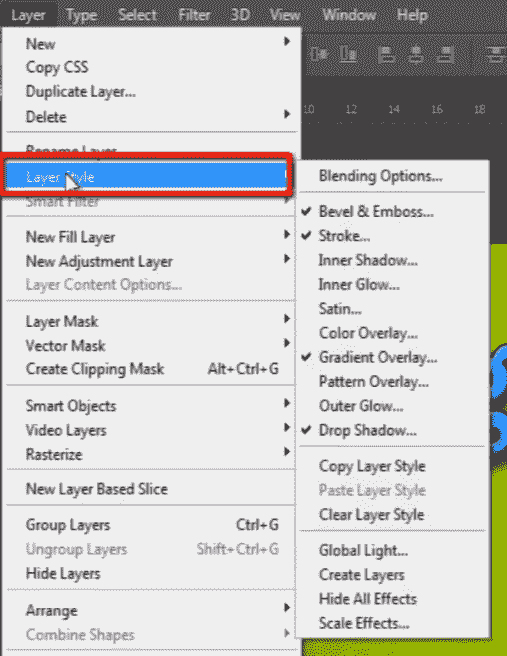 Layer Type Select Filter 3D View Window Help
New
Copy CSS
Duplicate Layer...
Delete
10 12 14 16 18
Rename Layer...
Layer Style
Smart Filter
New Fill Layer
New Adjustment Layer
Layer Content Options...
Layer Mask
Vector Mask
Create Clipping Mask Alt+Ctrl+G
Smart Objects
Video Layers
Rasterize
New Layer Based Slice
Group Layers Ctrl+G
Ungroup Layers Shift+Ctrl+G
Hide Layers
Arrange
Combine Shapes
Blending Options...
Bevel & Emboss...
Stroke...
Inner Shadow...
Inner Glow...
Satin...
Color Overlay...
Gradient Overlay...
Pattern Overlay...
Outer Glow...
Drop Shadow...
Copy Layer Style
Paste Layer Style
Clear Layer Style
Global Light...
Create Layers
Hide All Effects
Scale Effects...